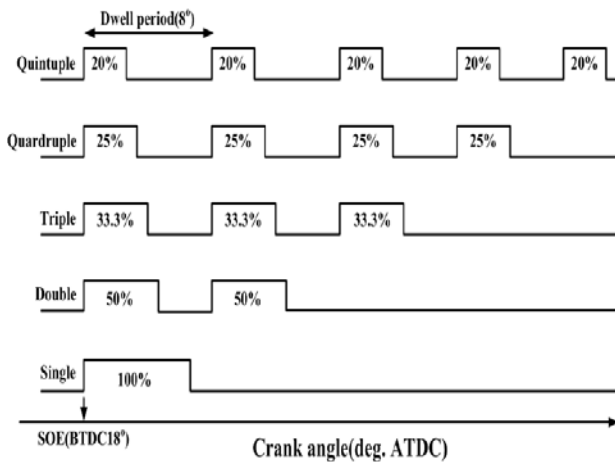 Dwell period(8°)
Quintuple 20% 20% 20% 20% 20%
Quardruple 25% 25% 25% 25%
Triple 33.3% 33.3% 33.3%
Double 50% 50%
Single 100%
SOE(BTDC18°)
Crank angle(deg. ATDC)